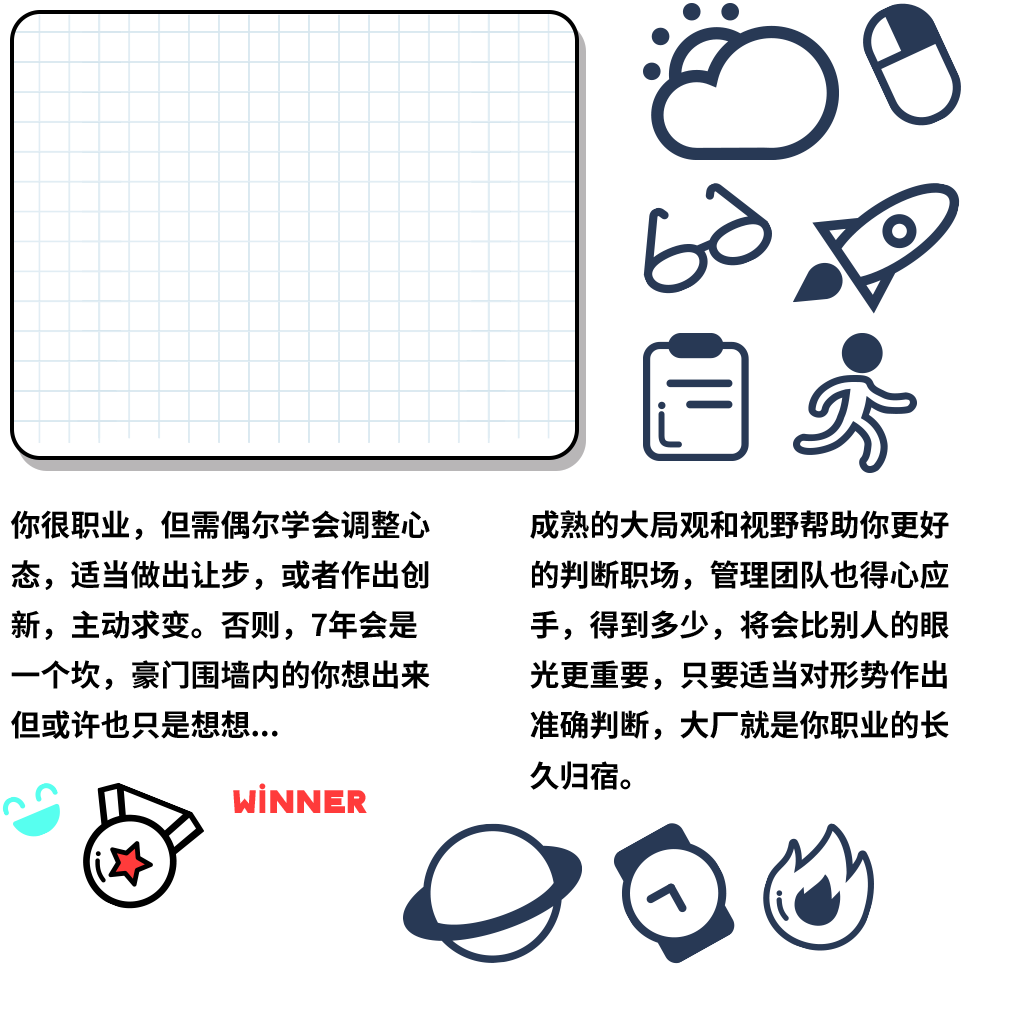 你很职业，但需偶尔学会调整心
态，适当做出让步，或者作出创
新，主动求变。否则，7年会是
一个坎，豪门围墙内的你想出来
但或许也只是想想...
成熟的大局观和视野帮助你更好
的判断职场，管理团队也得心应
手，得到多少，将会比别人的眼
光更重要，只要适当对形势作出
准确判断，大厂就是你职业的长
久归宿。
WINNER